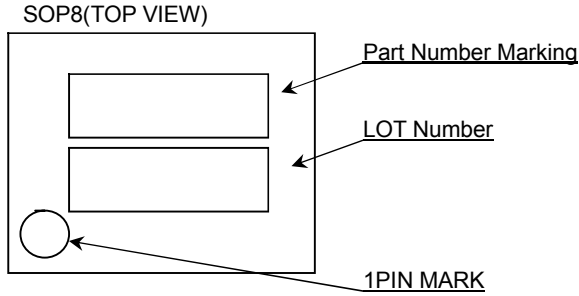 SOP8(TOP VIEW)
Part Number Marking
LOT Number
1PIN MARK